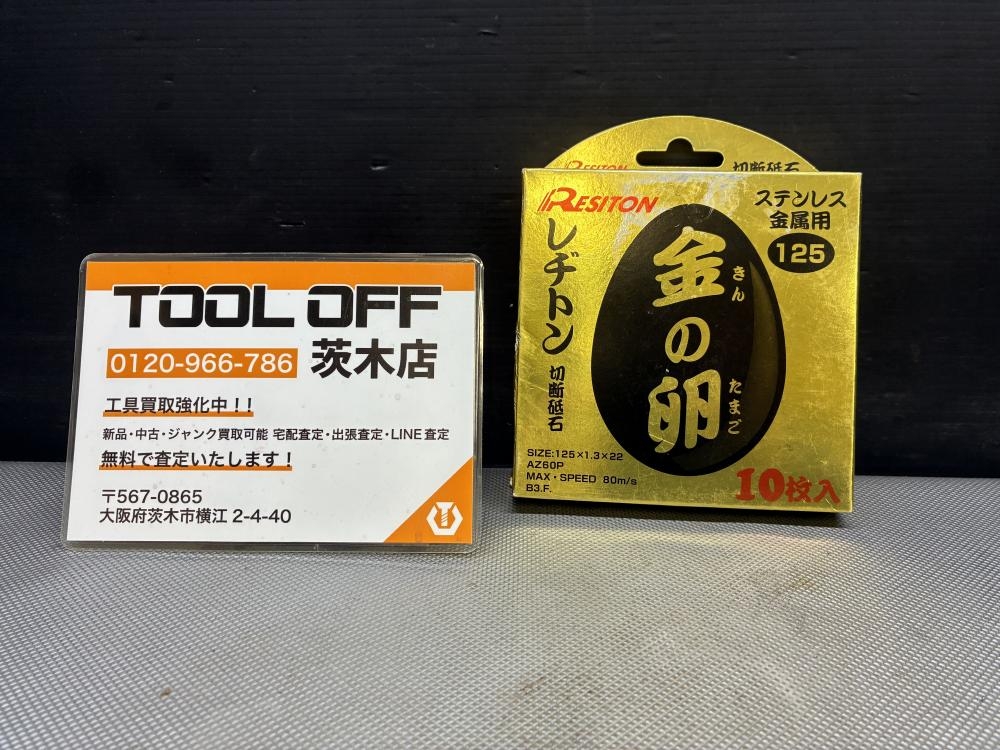 TOOL OFF
0120-966-786 茨木店
工具買取強化中！！
新品・中古・ジャンク買取可能 宅配査定・出張査定・LINE査定
無料で査定いたします！
〒567-0865
大阪府茨木市横江 2-4-40
RESITON
切断砥石
RESITON
ステンレス
金属用
125
レヂトン
切断砥石
金の卵
きん
たまご
SIZE:125×1.3×22
AZ60P
MAX・SPEED 80m/s
B3.F.
10枚入